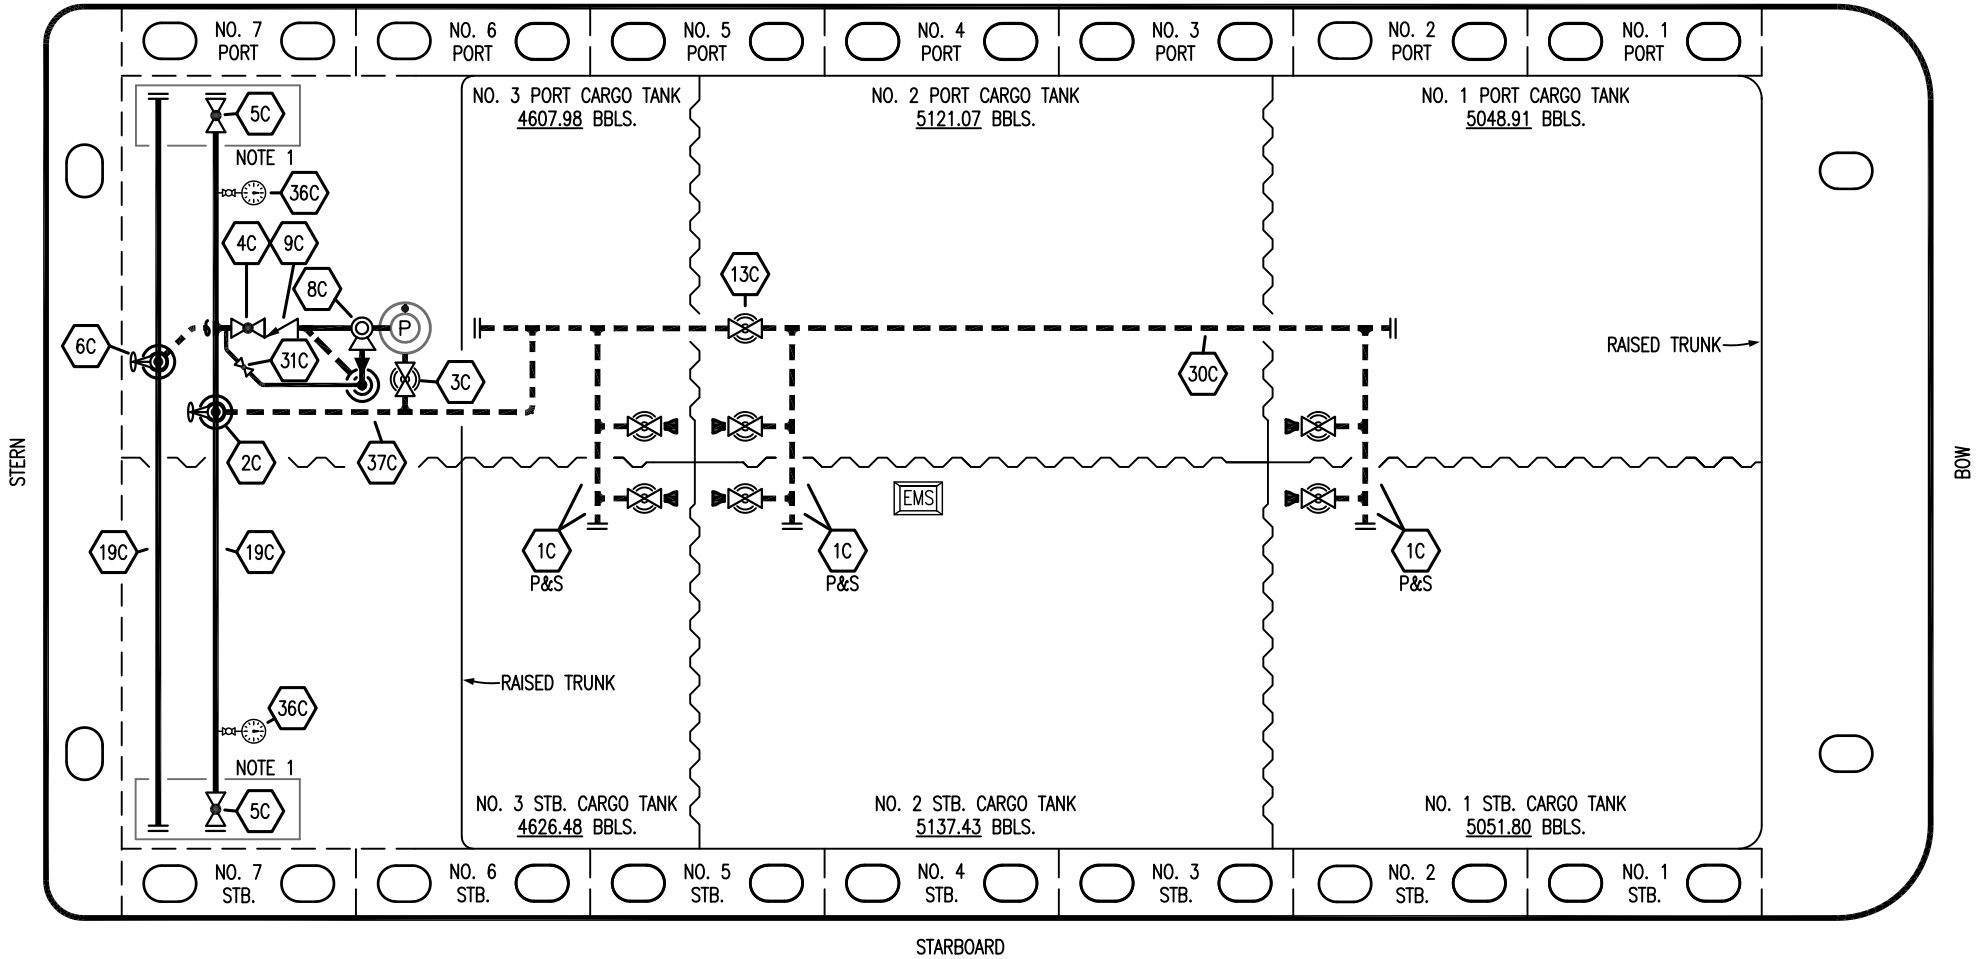 NO. 7
PORT
NO. 6
PORT
NO. 5
PORT
NO. 4
PORT
NO. 3
PORT
NO. 2
PORT
NO. 1
PORT
NO. 3 PORT CARGO TANK
4607.98 BBLS.
NO. 2 PORT CARGO TANK
5121.07 BBLS.
NO. 1 PORT CARGO TANK
5048.91 BBLS.
5C
NOTE 1
36C
4C
9C
8C
13C
P
6C
31C
3C
30C
RAISED TRUNK
2C
37C
STERN
BOW
EMS
19C
19C
1C
P&S
1C
P&S
1C
P&S
RAISED TRUNK
36C
NOTE 1
5C
NO. 3 STB. CARGO TANK
4626.48 BBLS.
NO. 2 STB. CARGO TANK
5137.43 BBLS.
NO. 1 STB. CARGO TANK
5051.80 BBLS.
NO. 7
STB.
NO. 6
STB.
NO. 5
STB.
NO. 4
STB.
NO. 3
STB.
NO. 2
STB.
NO. 1
STB.
STARBOARD